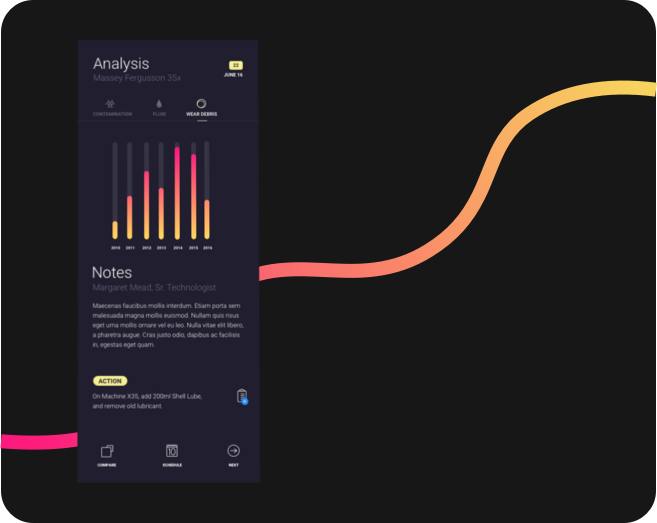 Analysis
Massey Fergusson 35x
22
JUNE 16
CONTAMINATION
FLUID
WEAR DEBRIS
2010 2011 2012 2013 2014 2015 2016
Notes
Margaret Mead, Sr. Technologist
Maecenas faucibus mollis interdum. Etiam porta sem
malesuada magna mollis euismod. Nullam quis risus
eget urna mollis ornare vel eu leo. Nulla vitae elit libero,
a pharetra augue. Cras justo odio, dapibus ac facilisis
in, egestas eget quam.
ACTION
On Machine X35, add 200ml Shell Lube,
and remove old lubricant.
10
COMPARE
SCHEDULE
NEXT